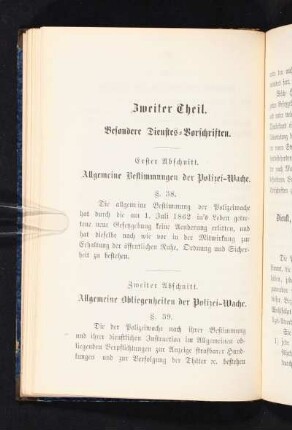 Zweiter Theil.
Besondere Dienstes-Vorschriften.
Erster Abschnitt.
Allgemeine Bestimmungen der Polizei-Wache.
§. 38.
Die allgemeine Bestimmung der Polizeiwache
hat durch die am 1. Juli 1862 in's Leben getre-
tene neue Gesetzgebung keine Aenderung erlitten, und
hat dieselbe nach wie vor in der Mitwirkung zur
Erhaltung der öffentlichen Ruhe, Ordnung und Sicher-
heit zu bestehen.
Zweiter Abschnitt.
Allgemeine Obliegenheiten der Polizei-Wache.
§. 39.
Die der Polizeiwache nach ihrer Bestimmung
und ihrer dienstlichen Instruction im Allgemeinen ob-
liegenden Verpflichtungen zur Anzeige strafbarer Hand-
lungen und zur Verfolgung der Thäter ꝛc. bestehen